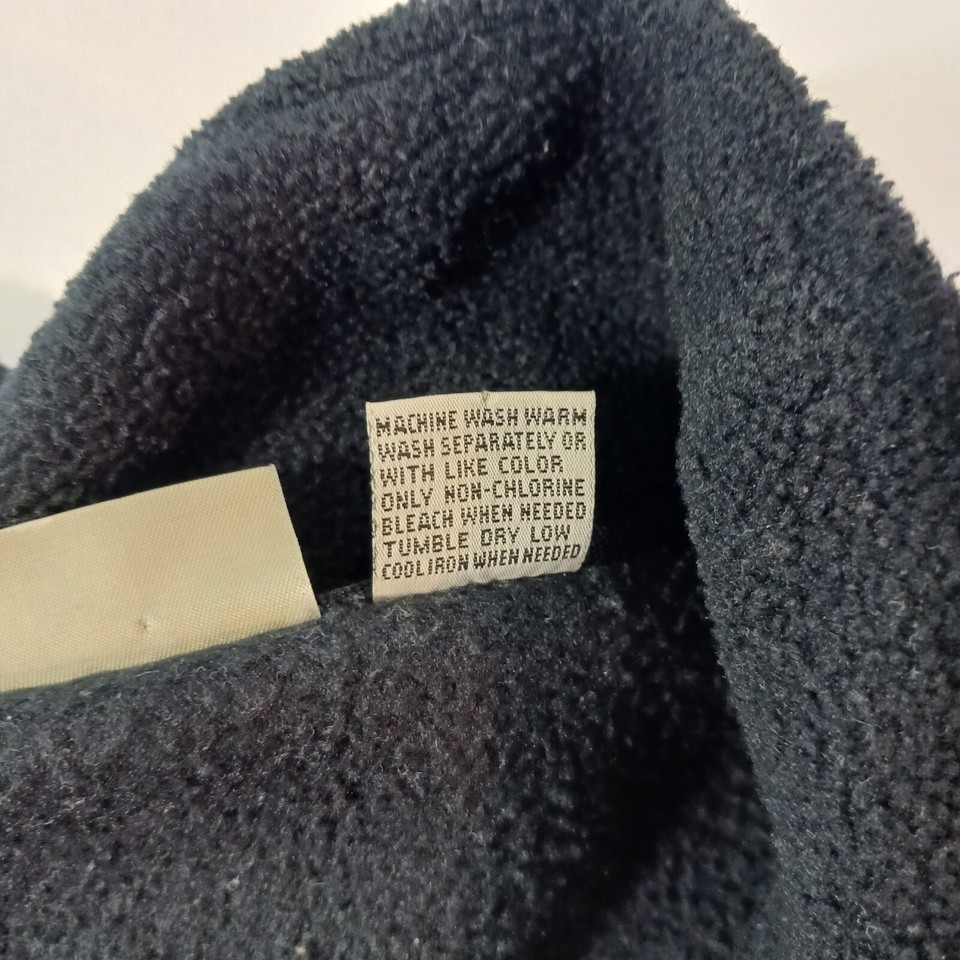 MACHINE WASH WARM
WASH SEPARATELY OR
WITH LIKE COLOR
ONLY NON-CHLORINE
BLEACH WHEN NEEDED
TUMBLE DRY LOW
COOL IRON WHEN NEEDED